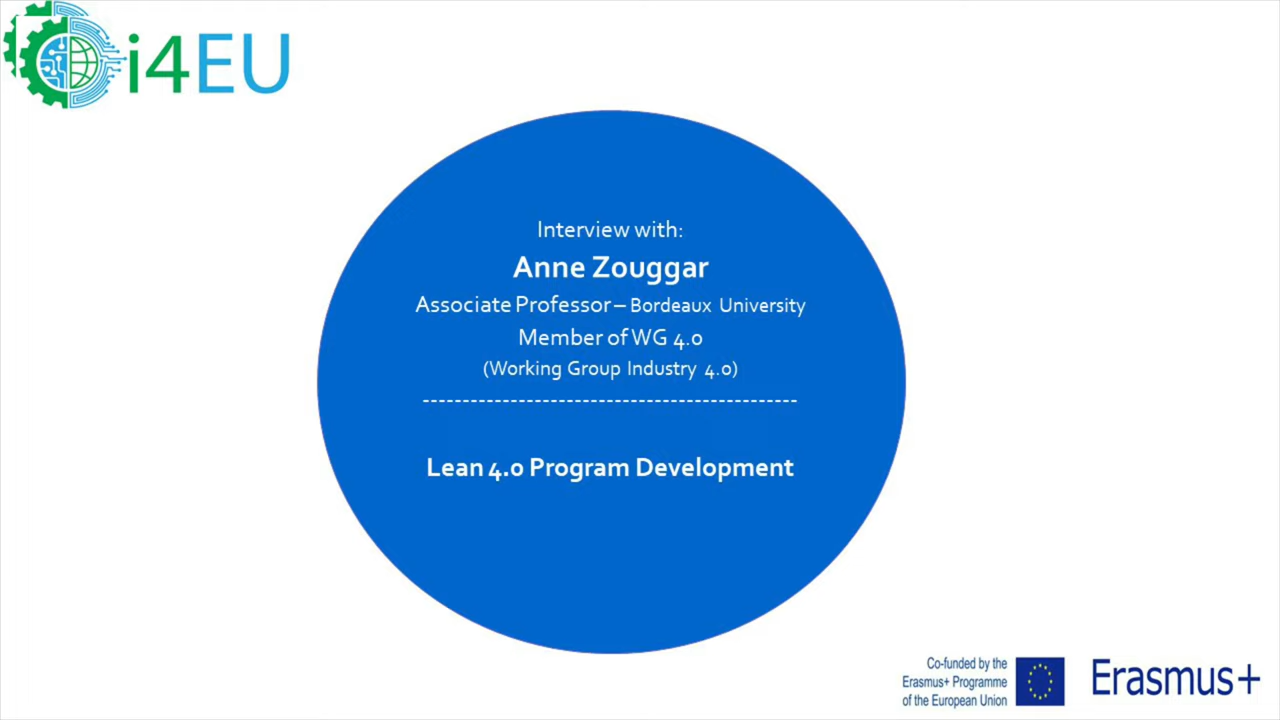 i4EU
Interview with:
Anne Zouggar
Associate Professor – Bordeaux University
Member of WG 4.0
(Working Group Industry 4.0)
-----------------------------------------------
Lean 4.0 Program Development
Co-funded by the
Erasmus+ Programme
of the European Union
Erasmus+